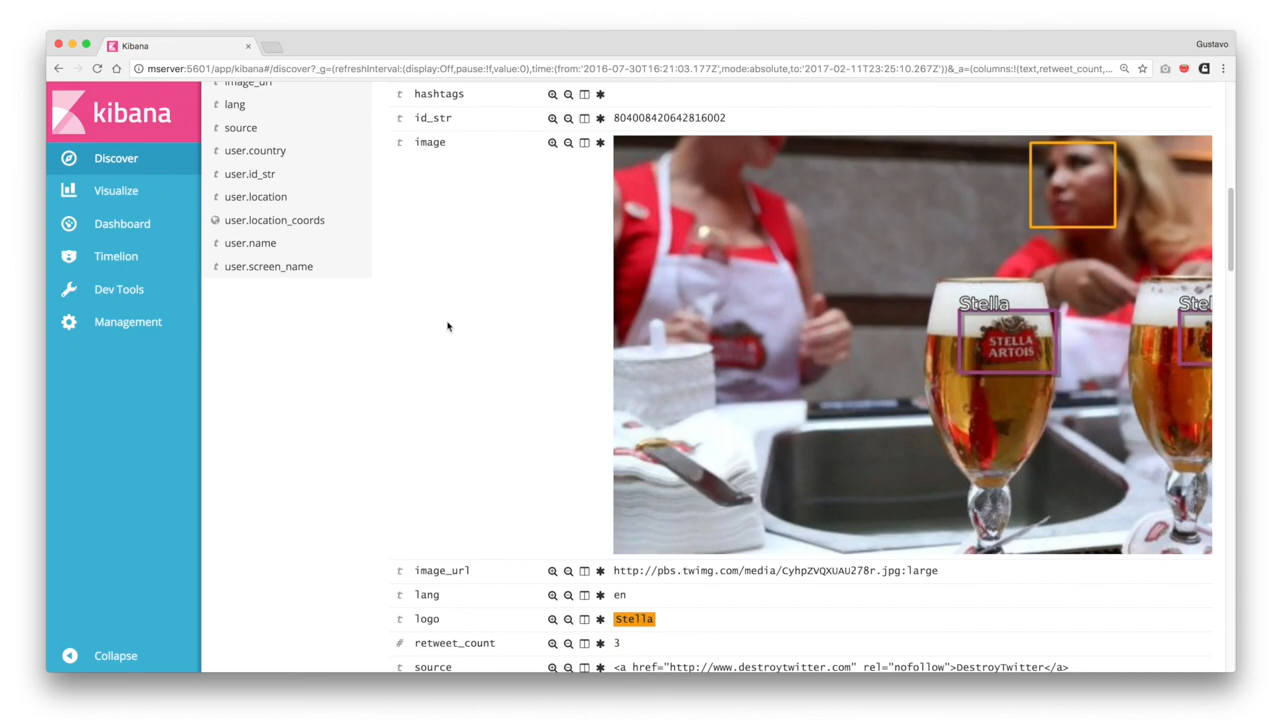 Kibana
Gustavo
mserver:5601/app/kibana#/discover?_g=(refreshInterval:(display:Off,pause:!f,value:0),time:(from:'2016-07-30T16:21:03.177Z',mode:absolute,to:'2017-02-11T23:25:10.267Z'))&_a=(columns:!(text,retweet_count,...
kibana
Discover
Visualize
Dashboard
Timelion
Dev Tools
Management
Collapse
image_url
t lang
t source
t user.country
t user.id_str
t user.location
user.location_coords
t user.name
t user.screen_name
t hashtags
t id_str 804008420642816002
t image
Stella
STELLA
ARTOIS
Stel
t image_url http://pbs.twimg.com/media/CyhpZVQXUAU278r.jpg:large
t lang en
t logo Stella
# retweet_count 3
t source <a href="http://www.destroytwitter.com" rel="nofollow">DestroyTwitter</a>